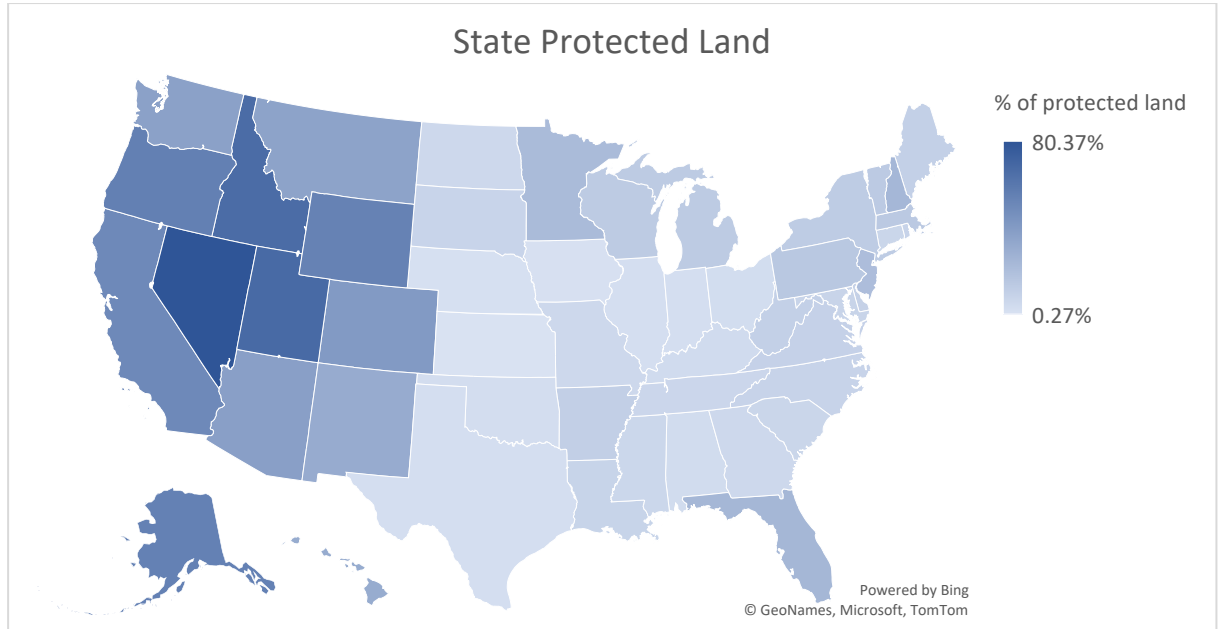 State Protected Land
% of protected land
80.37%
0.27%
Powered by Bing
© GeoNames, Microsoft, TomTom